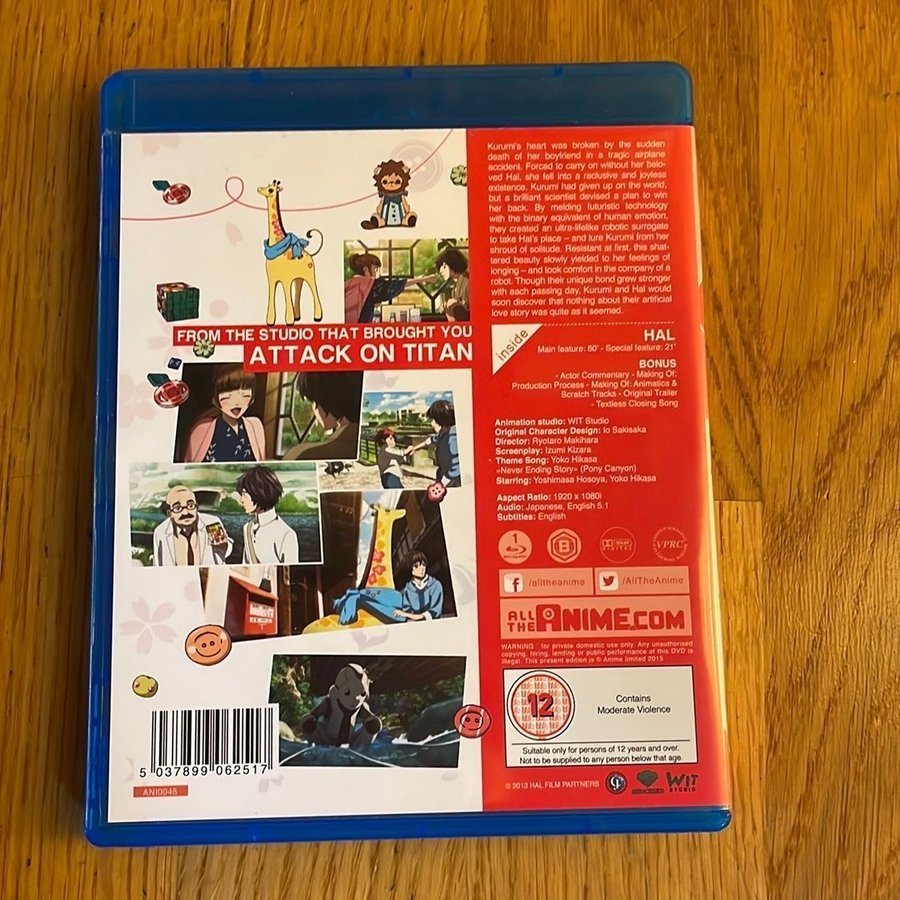 Kurumi's heart was broken by the sudden
death of her boyfriend in a tragic airplane
accident. Forced to carry on without her belo-
ved Hal, she fell into a reclusive and joyless
existence. Kurumi had given up on the world,
but a brilliant scientist devised a plan to win
her back. By melding futuristic technology
with the binary equivalent of human emotion,
they created an ultra-lifelike robotic surrogate
to take Hal's place – and lure Kurumi from her
shroud of solitude. Resistant at first, this shat-
tered beauty slowly yielded to her feelings of
longing – and took comfort in the company of a
robot. Though their unique bond grew stronger
with each passing day, Kurumi and Hal would
soon discover that nothing about their artificial
love story was quite as it seemed.
FROM THE STUDIO THAT BROUGHT YOU
ATTACK ON TITAN
inside
HAL
Main feature: 60' - Special feature: 21'
BONUS
- Actor Commentary - Making Of:
Production Process - Making Of: Animatics &
Scratch Tracks - Original Trailer
- Textless Closing Song
Animation studio: WIT Studio
Original Character Design: Io Sakisaka
Director: Ryotaro Makihara
Screenplay: Izumi Kizara
Theme Song: Yoko Hikasa
«Never Ending Story» (Pony Canyon)
Starring: Yoshimasa Hosoya, Yoko Hikasa
Aspect Ratio: 1920 x 1080i
Audio: Japanese, English 5.1
Subtitles: English
1
B
DOLBY
DIGITAL
VPRC
/alltheanime
/AllTheAnime
ALL THE ANIME.COM
WARNING : for private domestic use only. Any unauthorised
copying, hiring, lending or public performance of this DVD is
illegal. This present edition is © Anime limited 2015
12
Contains
Moderate Violence
Suitable only for persons of 12 years and over.
Not to be supplied to any person below that age.
© 2013 HAL FILM PARTNERS
WIT
STUDIO
5 037899 062517
ANI0045